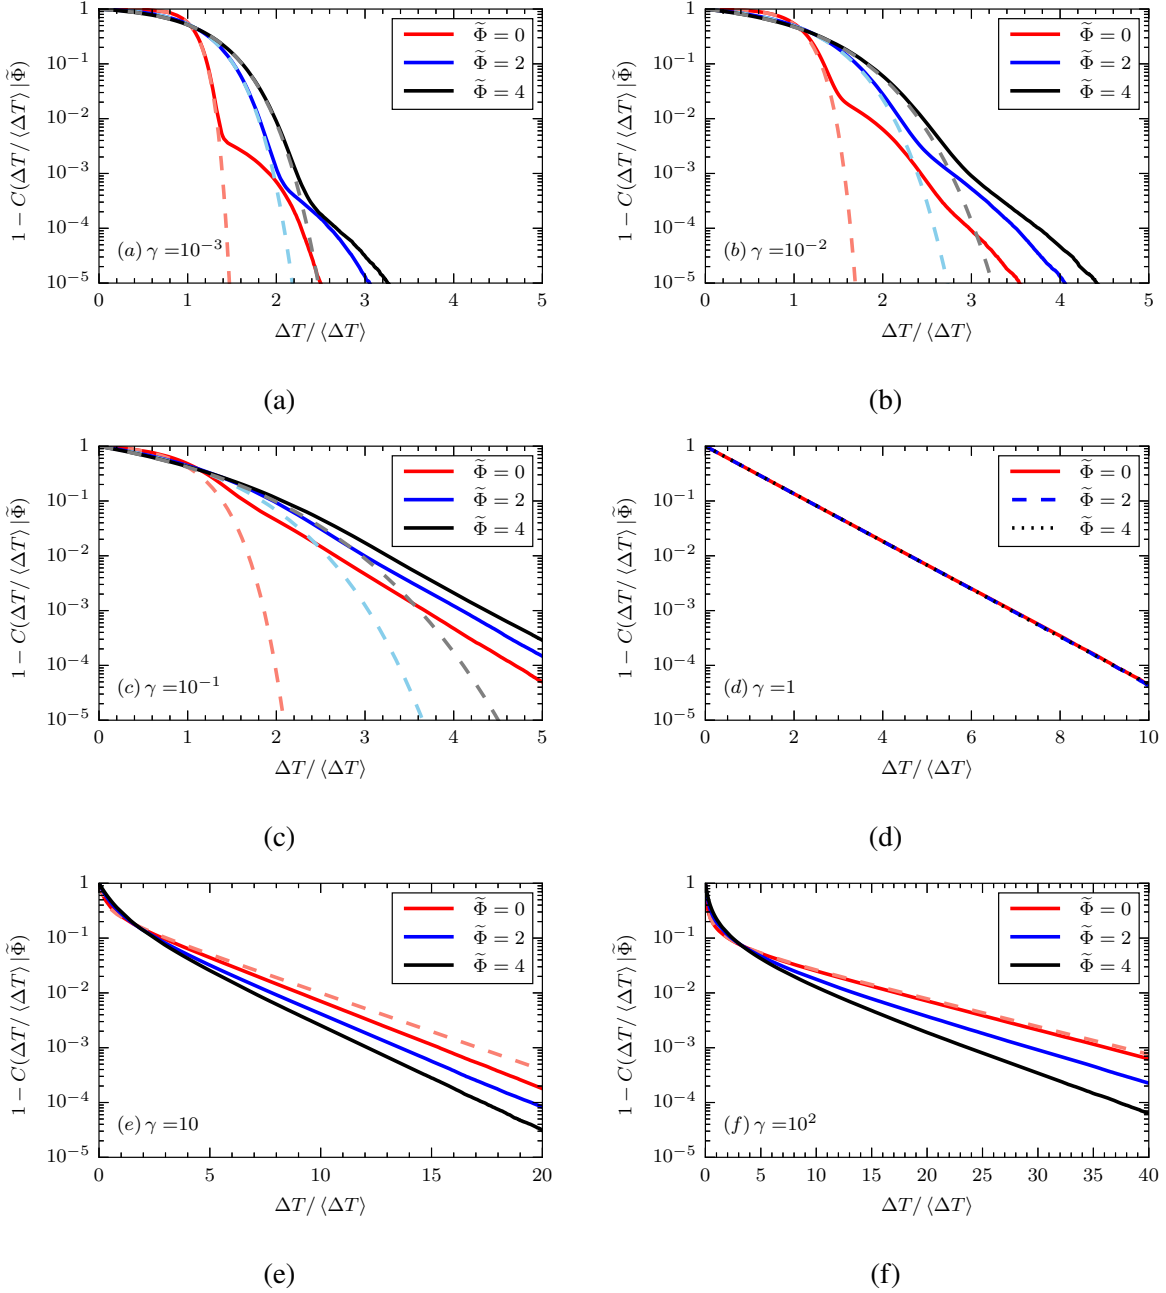 1
10⁻¹
10⁻²
10⁻³
10⁻⁴
10⁻⁵
1 − C(ΔT/⟨ΔT⟩|Φ̃)
Φ̃ = 0
Φ̃ = 2
Φ̃ = 4
(a) γ =10⁻³
0 1 2 3 4 5
ΔT/⟨ΔT⟩
(a)
1
10⁻¹
10⁻²
10⁻³
10⁻⁴
10⁻⁵
1 − C(ΔT/⟨ΔT⟩|Φ̃)
Φ̃ = 0
Φ̃ = 2
Φ̃ = 4
(b) γ =10⁻²
0 1 2 3 4 5
ΔT/⟨ΔT⟩
(b)
1
10⁻¹
10⁻²
10⁻³
10⁻⁴
10⁻⁵
1 − C(ΔT/⟨ΔT⟩|Φ̃)
Φ̃ = 0
Φ̃ = 2
Φ̃ = 4
(c) γ =10⁻¹
0 1 2 3 4 5
ΔT/⟨ΔT⟩
(c)
1
10⁻¹
10⁻²
10⁻³
10⁻⁴
10⁻⁵
1 − C(ΔT/⟨ΔT⟩|Φ̃)
Φ̃ = 0
Φ̃ = 2
Φ̃ = 4
(d) γ =1
0 2 4 6 8 10
ΔT/⟨ΔT⟩
(d)
1
10⁻¹
10⁻²
10⁻³
10⁻⁴
10⁻⁵
1 − C(ΔT/⟨ΔT⟩|Φ̃)
Φ̃ = 0
Φ̃ = 2
Φ̃ = 4
(e) γ =10
0 5 10 15 20
ΔT/⟨ΔT⟩
(e)
1
10⁻¹
10⁻²
10⁻³
10⁻⁴
10⁻⁵
1 − C(ΔT/⟨ΔT⟩|Φ̃)
Φ̃ = 0
Φ̃ = 2
Φ̃ = 4
(f) γ =10²
0 5 10 15 20 25 30 35 40
ΔT/⟨ΔT⟩
(f)